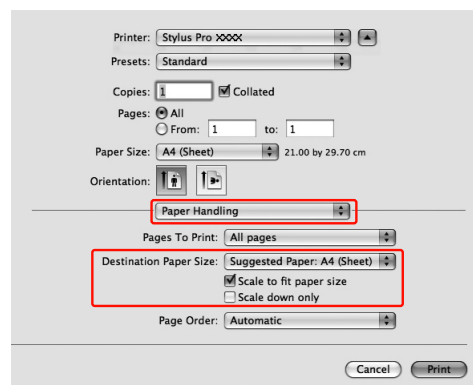 Printer: Stylus Pro XXXX
Presets: Standard
Copies: 1 Collated
Pages: All
From: 1 to: 1
Paper Size: A4 (Sheet) 21.00 by 29.70 cm
Orientation:
Paper Handling
Pages To Print: All pages
Destination Paper Size: Suggested Paper: A4 (Sheet)
Scale to fit paper size
Scale down only
Page Order: Automatic
Cancel Print